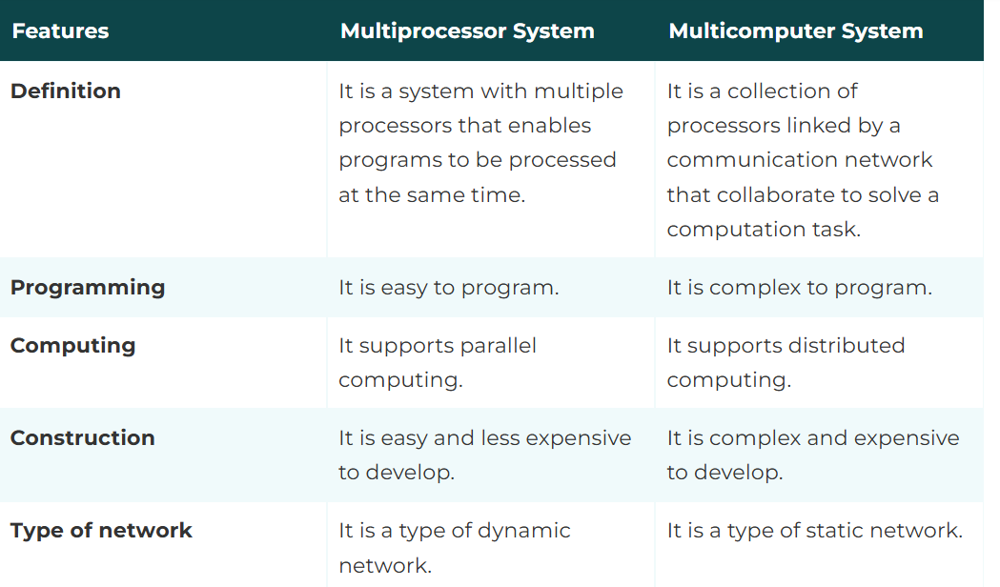 Features
Multiprocessor System
Multicomputer System
Definition
It is a system with multiple
processors that enables
programs to be processed
at the same time.
It is a collection of
processors linked by a
communication network
that collaborate to solve a
computation task.
Programming
It is easy to program.
It is complex to program.
Computing
It supports parallel
computing.
It supports distributed
computing.
Construction
It is easy and less expensive
to develop.
It is complex and expensive
to develop.
Type of network
It is a type of dynamic
network.
It is a type of static network.